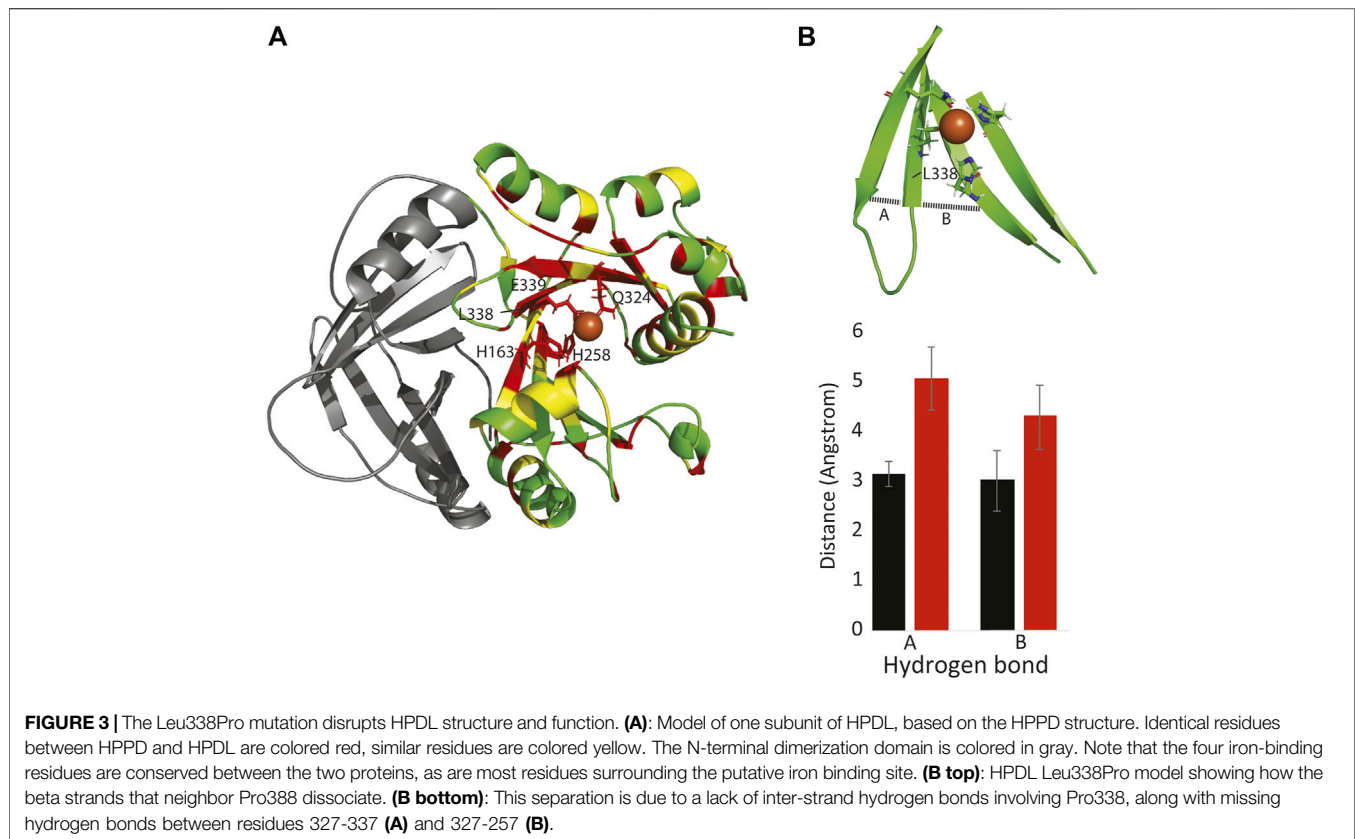 A
E339
Q324
L338
H163
H258
B
L338
A
B
6
5
4
3
2
1
0
Distance (Angstrom)
A
B
Hydrogen bond
FIGURE 3 | The Leu338Pro mutation disrupts HPDL structure and function. (A): Model of one subunit of HPDL, based on the HPPD structure. Identical residues
between HPPD and HPDL are colored red, similar residues are colored yellow. The N-terminal dimerization domain is colored in gray. Note that the four iron-binding
residues are conserved between the two proteins, as are most residues surrounding the putative iron binding site. (B top): HPDL Leu338Pro model showing how the
beta strands that neighbor Pro388 dissociate. (B bottom): This separation is due to a lack of inter-strand hydrogen bonds involving Pro338, along with missing
hydrogen bonds between residues 327-337 (A) and 327-257 (B).